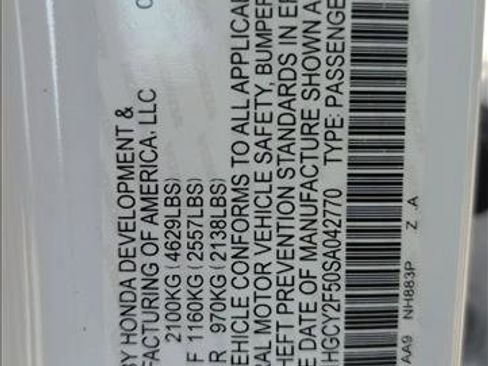 BY HONDA DEVELOPMENT &
FACTURING OF AMERICA, LLC
2100KG (4629LBS)
F 1160KG (2557LBS)
R 970KG (2138LBS)
EHICLE CONFORMS TO ALL APPLICA
RAL MOTOR VEHICLE SAFETY, BUMPER
HEFT PREVENTION STANDARDS IN EF
E DATE OF MANUFACTURE SHOWN A
HGCY2F50SA042770 TYPE: PASSENGE
AA9 NH883P Z .A